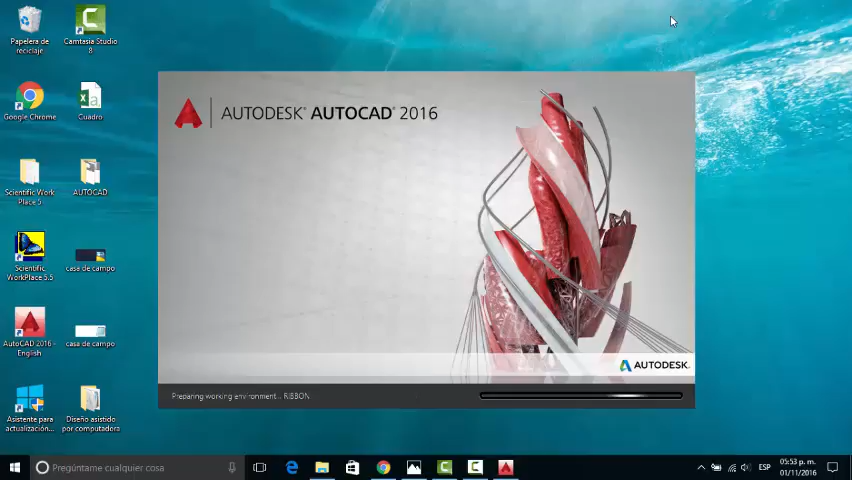 Papelera de
reciclaje
Camtasia Studio
8
Google Chrome
Cuadro
Scientific Work
Place 5.
AUTOCAD
Scientific
WorkPlace 5.5
casa de campo
AutoCAD 2016 -
English
casa de campo
Asistente para
actualización...
Diseño asistido
por computadora
AUTODESK® AUTOCAD® 2016
AUTODESK.
Preparing working environment... RIBBON
Pregúntame cualquier cosa
ESP
05:53 p. m.
01/11/2016